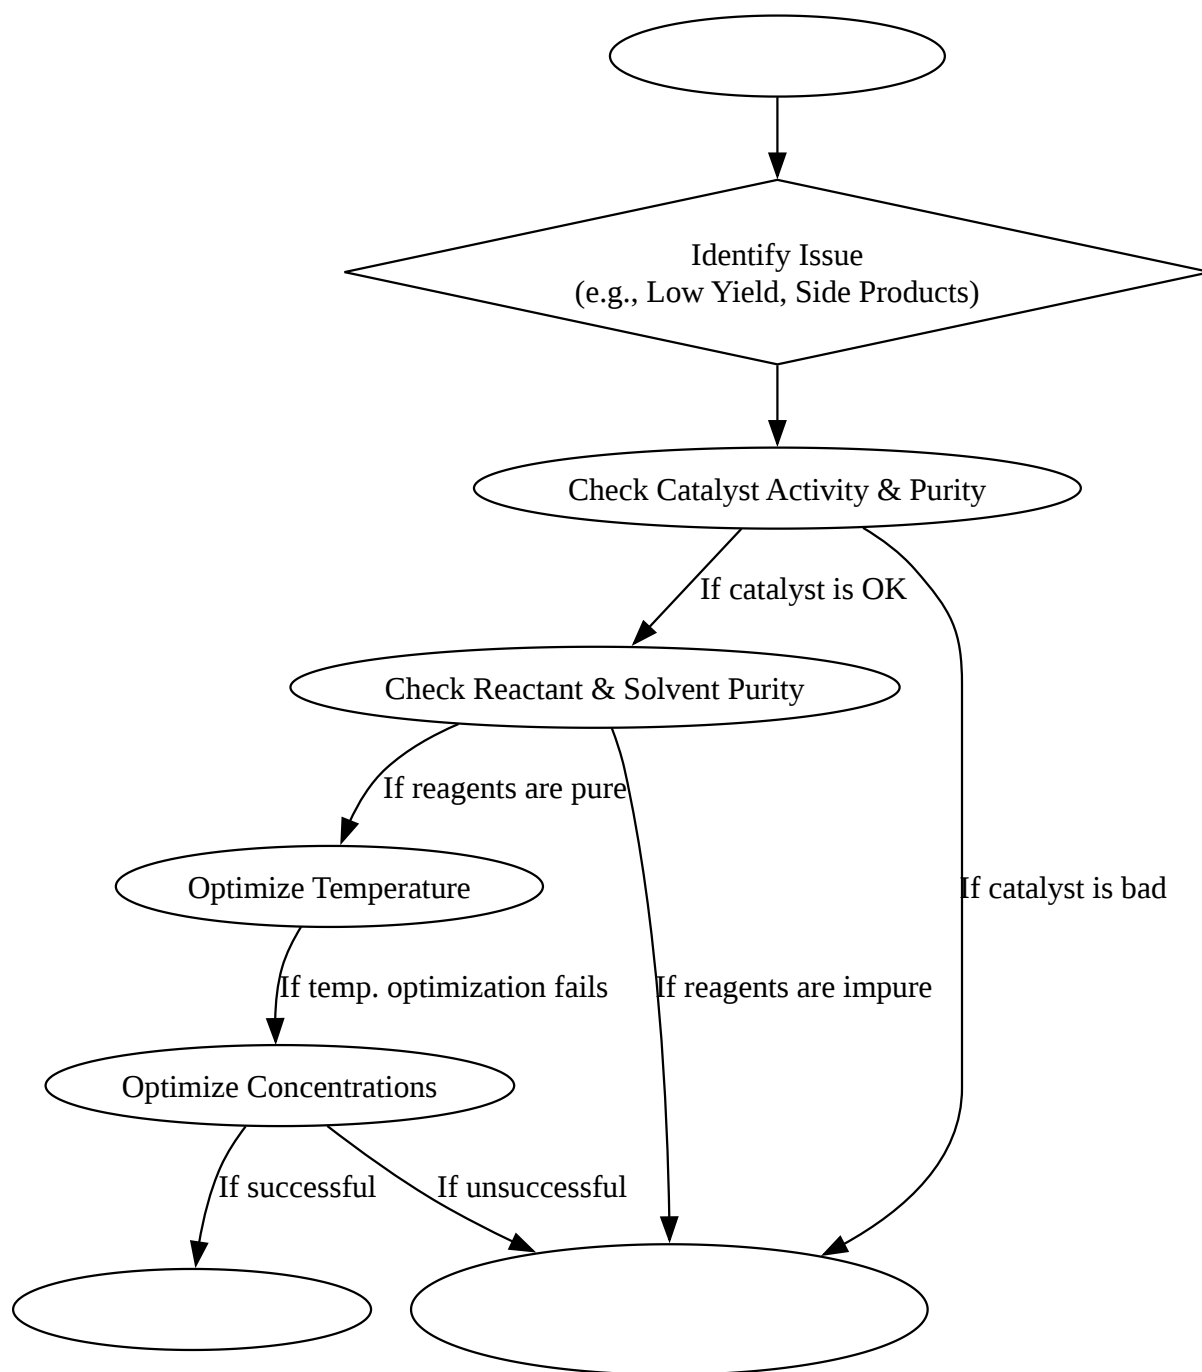 Identify Issue
(e.g., Low Yield, Side Products)
Check Catalyst Activity & Purity
If catalyst is OK
Check Reactant & Solvent Purity
If reagents are pure
Optimize Temperature
If catalyst is bad
If temp. optimization fails
If reagents are impure
Optimize Concentrations
If successful
If unsuccessful